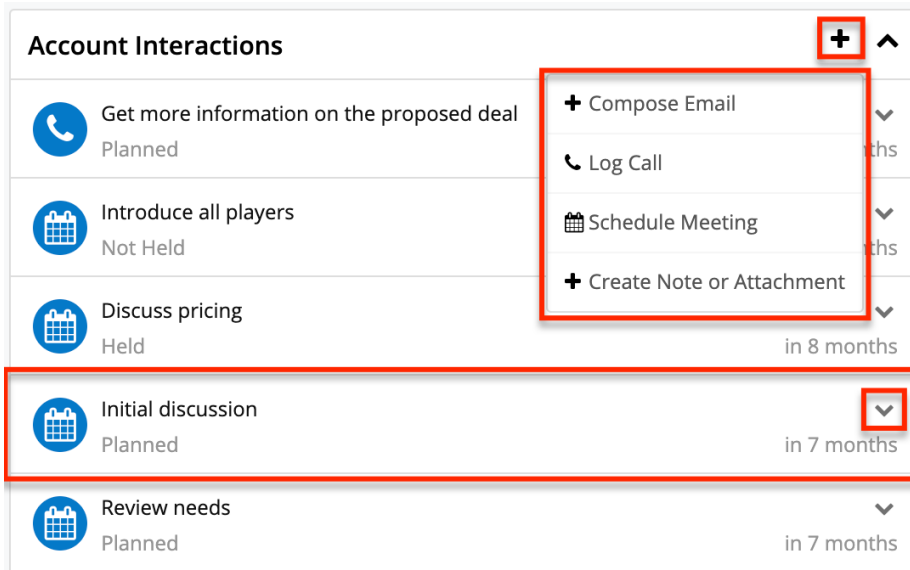 Account Interactions
Get more information on the proposed deal
Planned
Compose Email
Log Call
Schedule Meeting
Create Note or Attachment
Introduce all players
Not Held
Discuss pricing
Held
in 8 months
Initial discussion
Planned
in 7 months
Review needs
Planned
in 7 months